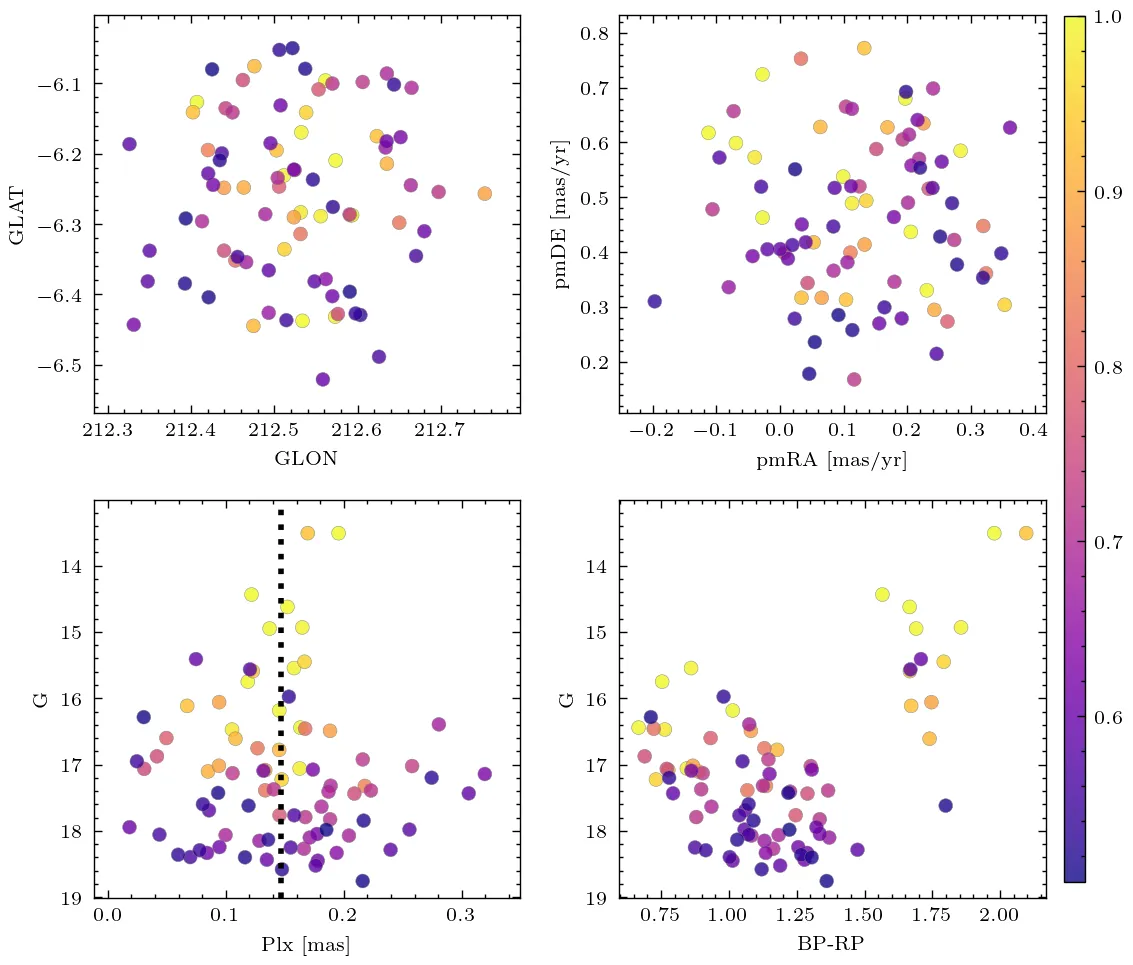 −6.1
−6.2
−6.3
−6.4
−6.5
GLAT
212.3 212.4 212.5 212.6 212.7
GLON
0.8
0.7
0.6
0.5
0.4
0.3
0.2
pmDE [mas/yr]
−0.2 −0.1 0.0 0.1 0.2 0.3 0.4
pmRA [mas/yr]
1.0
0.9
0.8
0.7
0.6
14
15
16
17
18
19
G
0.0 0.1 0.2 0.3
Plx [mas]
14
15
16
17
18
19
G
0.75 1.00 1.25 1.50 1.75 2.00
BP-RP